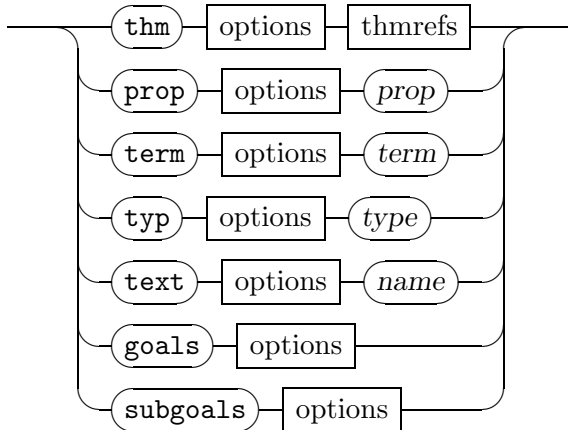 thm options thmrefs
prop options prop
term options term
typ options type
text options name
goals options
subgoals options